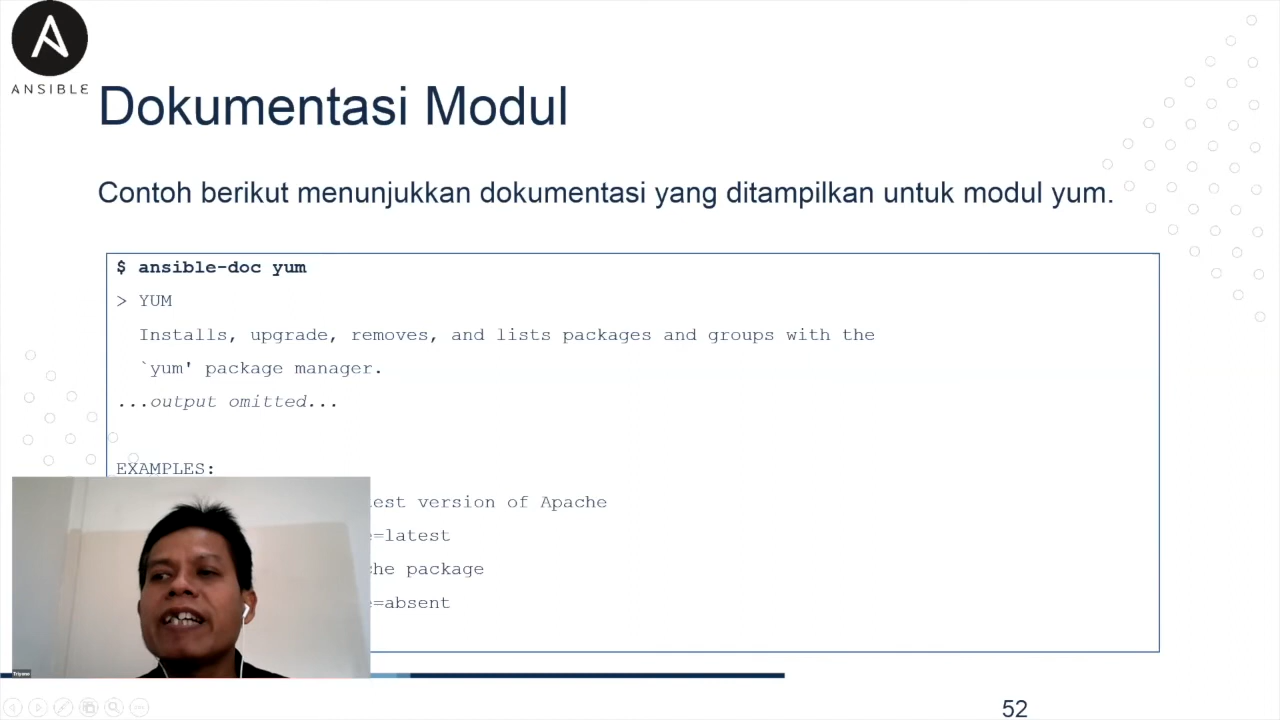 ANSIBLE
Dokumentasi Modul
Contoh berikut menunjukkan dokumentasi yang ditampilkan untuk modul yum.
$ ansible-doc yum
> YUM
Installs, upgrade, removes, and lists packages and groups with the
`yum' package manager.
...output omitted...
EXAMPLES:
version of Apache
=latest
package
=absent
Triyono
52